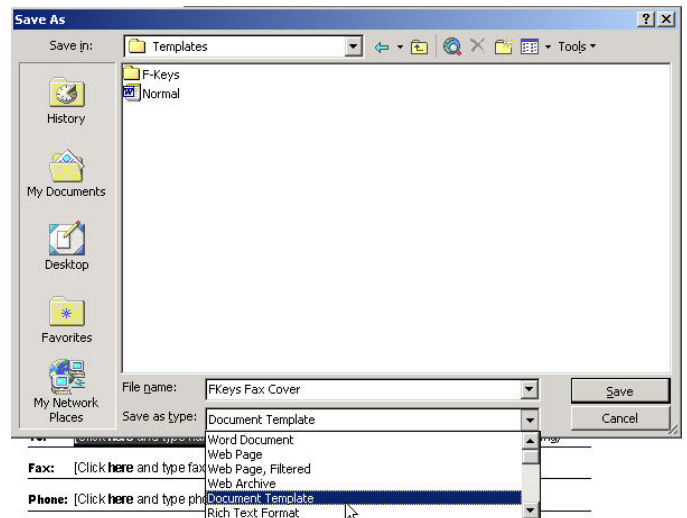 Save As
? ×
Save in:
Templates
Tools
F-Keys
Normal
History
My Documents
Desktop
Favorites
My Network
Places
File name:
FKeys Fax Cover
Save
Save as type:
Document Template
Cancel
Word Document
Web Page
Fax: [Click here and type fax
Web Page, Filtered
Web Archive
Phone: [Click here and type pho
Document Template
Rich Text Format